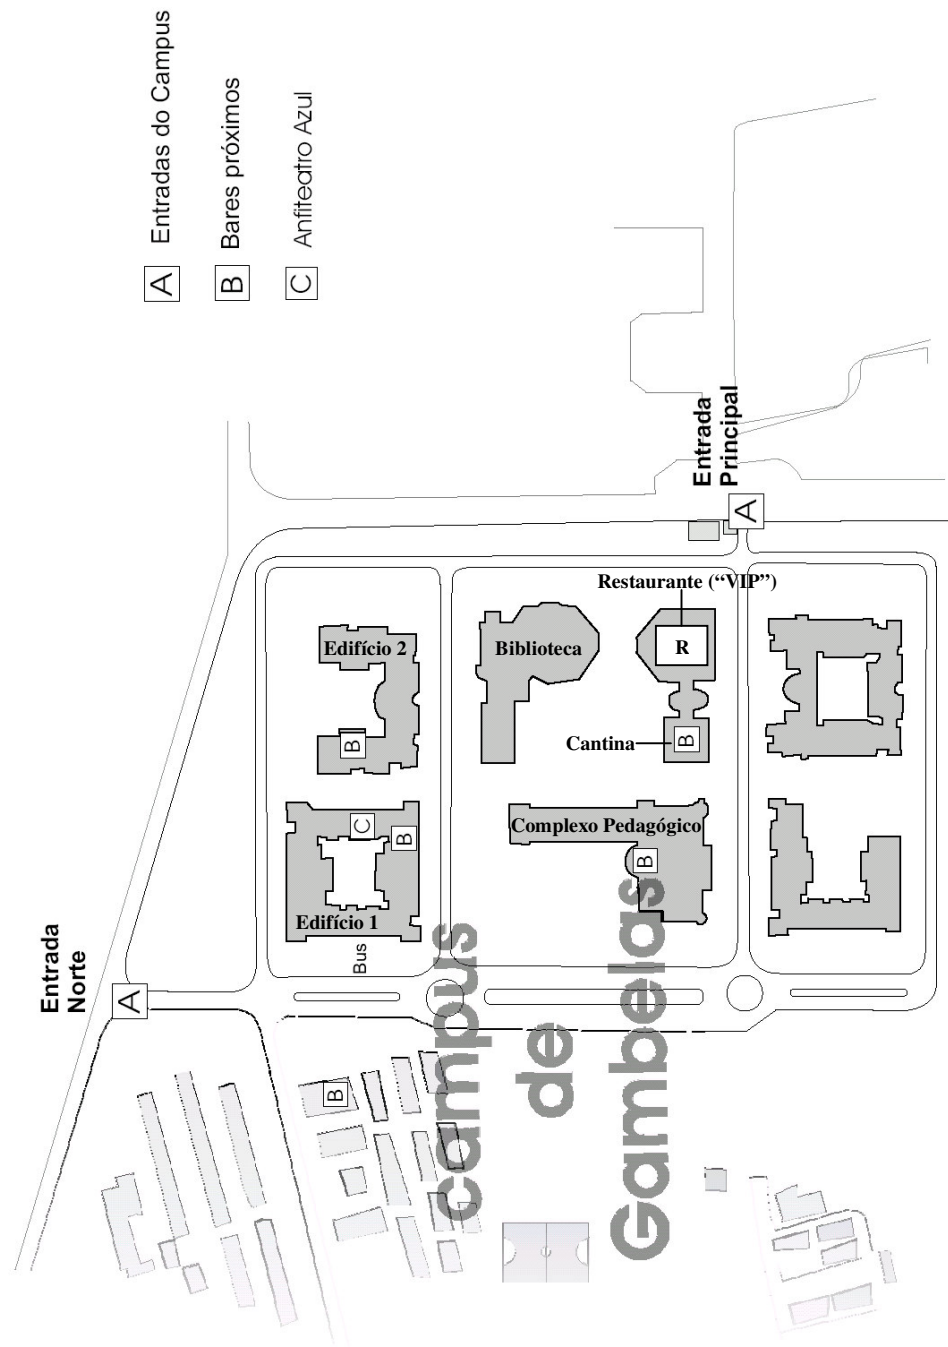 A Entradas do Campus
B Bares próximos
C Anfiteatro Azul
Entrada
Norte
A
Entrada
Principal
A
Restaurante (“VIP”)
R
Edifício 2
B
Biblioteca
Cantina
B
C
B
Edifício 1
Complexo Pedagógico
B
Bus
B
campus
de
Gambelas